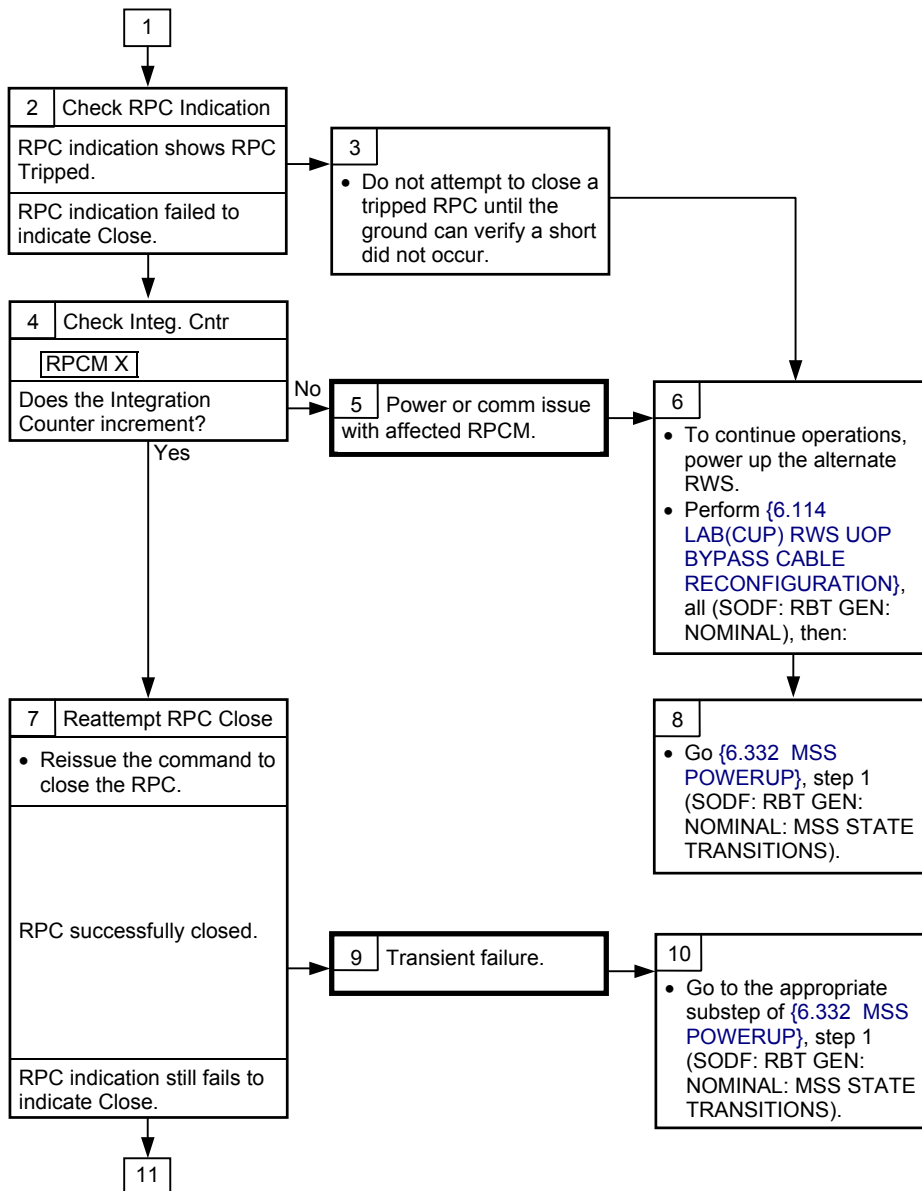 1
2 Check RPC Indication
RPC indication shows RPC
Tripped.
RPC indication failed to
indicate Close.
3
• Do not attempt to close a
tripped RPC until the
ground can verify a short
did not occur.
4 Check Integ. Cntr
RPCM X
Does the Integration
Counter increment?
No
Yes
5 Power or comm issue
with affected RPCM.
6
• To continue operations,
power up the alternate
RWS.
• Perform {6.114
LAB(CUP) RWS UOP
BYPASS CABLE
RECONFIGURATION},
all (SODF: RBT GEN:
NOMINAL), then:
7 Reattempt RPC Close
• Reissue the command to
close the RPC.
RPC successfully closed.
RPC indication still fails to
indicate Close.
8
• Go {6.332 MSS
POWERUP}, step 1
(SODF: RBT GEN:
NOMINAL: MSS STATE
TRANSITIONS).
9 Transient failure.
10
• Go to the appropriate
substep of {6.332 MSS
POWERUP}, step 1
(SODF: RBT GEN:
NOMINAL: MSS STATE
TRANSITIONS).
11